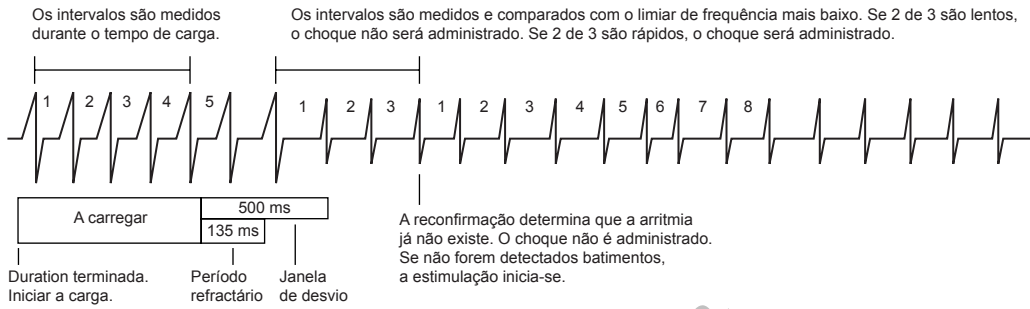 Os intervalos são medidos
durante o tempo de carga.
Os intervalos são medidos e comparados com o limiar de frequência mais baixo. Se 2 de 3 são lentos,
o choque não será administrado. Se 2 de 3 são rápidos, o choque será administrado.
1 2 3 4 5 1 2 3 1 2 3 4 5 6 7 8
A carregar
500 ms
135 ms
Duration terminada.
Iniciar a carga.
Período
refractário
Janela
de desvio
A reconfirmação determina que a arritmia
já não existe. O choque não é administrado.
Se não forem detectados batimentos,
a estimulação inicia-se.